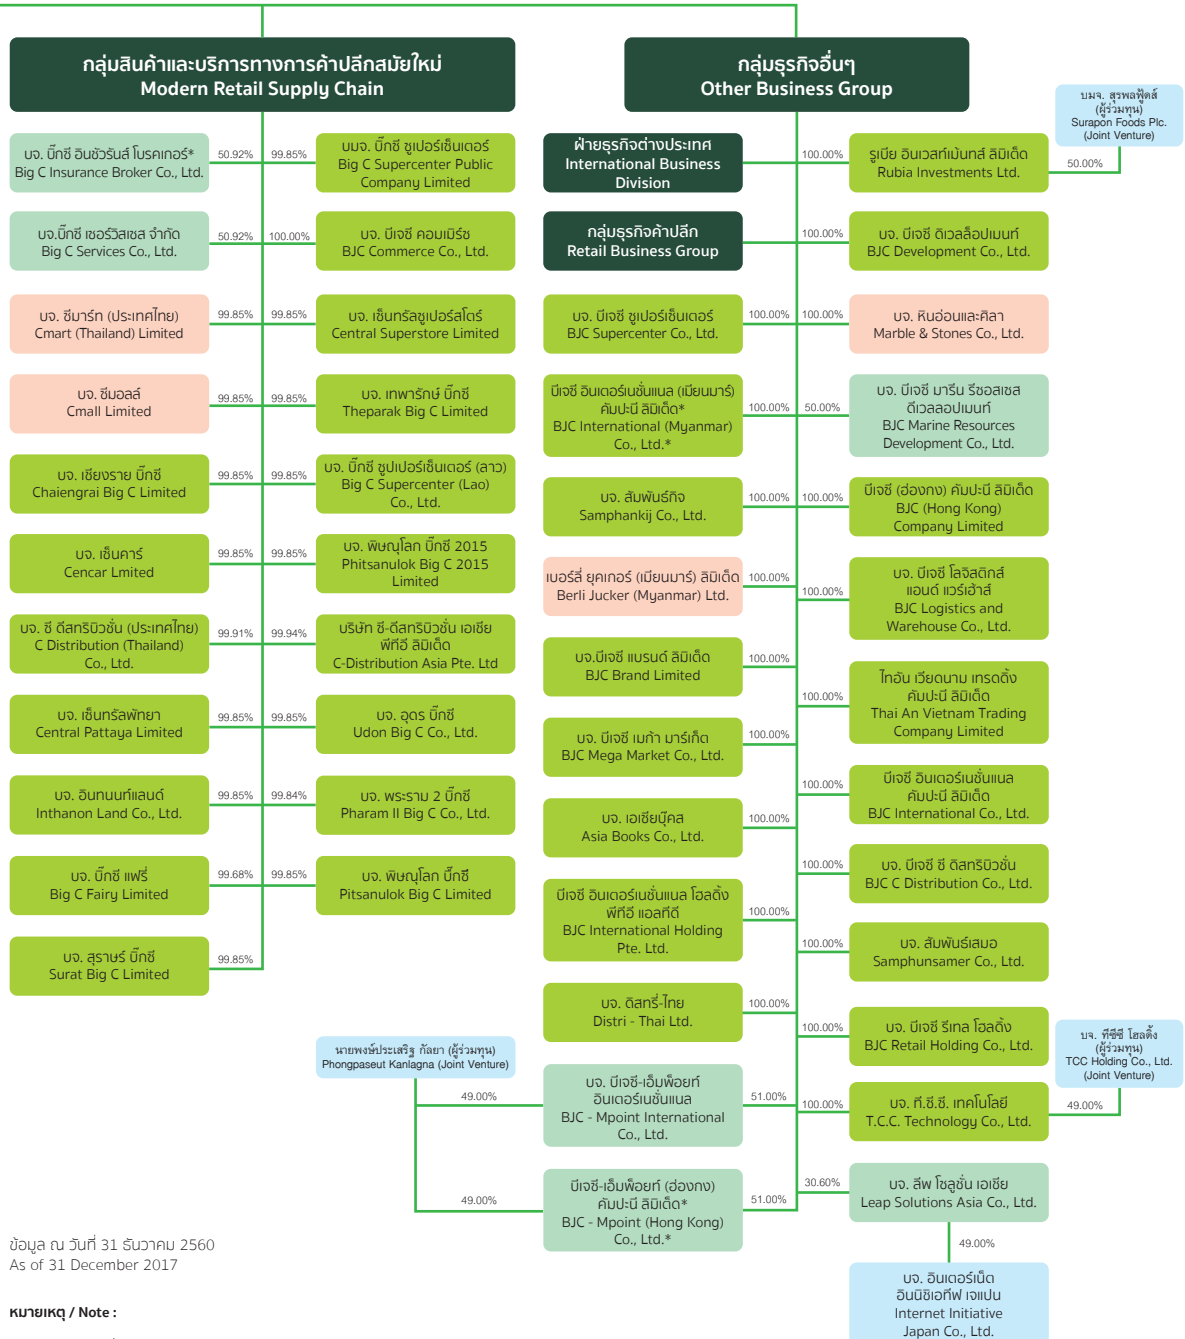 กลุ่มสินค้าและบริการทางการค้าปลีกสมัยใหม่
Modern Retail Supply Chain
บจ. บิ๊กซี อินชัวรันส์ โบรคเกอร์*
Big C Insurance Broker Co., Ltd.
50.92%
99.85%
บมจ. บิ๊กซี ซูเปอร์เซ็นเตอร์
Big C Supercenter Public
Company Limited
บจ.บิ๊กซี เซอร์วิสเซส จำกัด
Big C Services Co., Ltd.
50.92%
100.00%
บจ. บีเจซี คอมเมิร์ซ
BJC Commerce Co., Ltd.
บจ. ซีมาร์ท (ประเทศไทย)
Cmart (Thailand) Limited
99.85%
99.85%
บจ. เซ็นทรัลซูเปอร์สโตร์
Central Superstore Limited
บจ. ซีมอลล์
Cmall Limited
99.85%
99.85%
บจ. เทพารักษ์ บิ๊กซี
Theparak Big C Limited
บจ. เชียงราย บิ๊กซี
Chaiengrai Big C Limited
99.85%
99.85%
บจ. บิ๊กซี ซูปเปอร์เซ็นเตอร์ (ลาว)
Big C Supercenter (Lao)
Co., Ltd.
บจ. เซ็นคาร์
Cencar Lmited
99.85%
99.85%
บจ. พิษณุโลก บิ๊กซี 2015
Phitsanulok Big C 2015
Limited
บจ. ซี ดีสทริบิวชั่น (ประเทศไทย)
C Distribution (Thailand)
Co., Ltd.
99.91%
99.94%
บริษัท ซี-ดีสทริบิวชั่น เอเชีย
พีทีอี ลิมิเต็ด
C-Distribution Asia Pte. Ltd
บจ. เซ็นทรัลพัทยา
Central Pattaya Limited
99.85%
99.85%
บจ. อุดร บิ๊กซี
Udon Big C Co., Ltd.
บจ. อินทนนท์แลนด์
Inthanon Land Co., Ltd.
99.85%
99.84%
บจ. พระราม 2 บิ๊กซี
Pharam II Big C Co., Ltd.
บจ. บิ๊กซี แฟรี่
Big C Fairy Limited
99.68%
99.85%
บจ. พิษณุโลก บิ๊กซี
Pitsanulok Big C Limited
บจ. สุราษร์ บิ๊กซี
Surat Big C Limited
99.85%
กลุ่มธุรกิจอื่นๆ
Other Business Group
บมจ. สุรพลฟู้ดส์
(ผู้ร่วมทุน)
Surapon Foods Plc.
(Joint Venture)
ฝ่ายธุรกิจต่างประเทศ
International Business
Division
100.00%
รูเบีย อินเวสท์เม้นทส์ ลิมิเต็ด
Rubia Investments Ltd.
50.00%
กลุ่มธุรกิจค้าปลีก
Retail Business Group
100.00%
บจ. บีเจซี ดิเวลล็อปเมนท์
BJC Development Co., Ltd.
บจ. บีเจซี ซูเปอร์เซ็นเตอร์
BJC Supercenter Co., Ltd.
100.00%
100.00%
บจ. หินอ่อนและศิลา
Marble & Stones Co., Ltd.
บีเจซี อินเตอร์เนชั่นแนล (เมียนมาร์)
คัมปะนี ลิมิเต็ด*
BJC International (Myanmar)
Co., Ltd.*
100.00%
50.00%
บจ. บีเจซี มารีน รีซอสเซส
ดีเวลลอปเมนท์
BJC Marine Resources
Development Co., Ltd.
บจ. สัมพันธ์กิจ
Samphankij Co., Ltd.
100.00%
100.00%
บีเจซี (ฮ่องกง) คัมปะนี ลิมิเต็ด
BJC (Hong Kong)
Company Limited
เบอร์ลี่ ยุคเกอร์ (เมียนมาร์) ลิมิเต็ด
Berli Jucker (Myanmar) Ltd.
100.00%
100.00%
บจ. บีเจซี โลจิสติกส์
แอนด์ แวร์เฮ้าส์
BJC Logistics and
Warehouse Co., Ltd.
บจ.บีเจซี แบรนด์ ลิมิเต็ด
BJC Brand Limited
100.00%
100.00%
ไทอัน เวียดนาม เทรดดิ้ง
คัมปะนี ลิมิเต็ด
Thai An Vietnam Trading
Company Limited
บจ. บีเจซี เมก้า มาร์เก็ต
BJC Mega Market Co., Ltd.
100.00%
100.00%
บีเจซี อินเตอร์เนชั่นแนล
คัมปะนี ลิมิเต็ด
BJC International Co., Ltd.
บจ. เอเซียบุ๊คส
Asia Books Co., Ltd.
100.00%
100.00%
บจ. บีเจซี ซี ดิสทริบิวชั่น
BJC C Distribution Co., Ltd.
บีเจซี อินเตอร์เนชั่นแนล โฮลดิ้ง
พีทีอี แอลทีดี
BJC International Holding
Pte. Ltd.
100.00%
100.00%
บจ. สัมพันธ์เสมอ
Samphunsamer Co., Ltd.
บจ. ดิสทรี่-ไทย
Distri - Thai Ltd.
100.00%
100.00%
บจ. บีเจซี รีเทล โฮลดิ้ง
BJC Retail Holding Co., Ltd.
บจ. ทีซีซี โฮลดิ้ง
(ผู้ร่วมทุน)
TCC Holding Co., Ltd.
(Joint Venture)
นายพงษ์ประเสริฐ กัลยา (ผู้ร่วมทุน)
Phongpaseut Kanlagna (Joint Venture)
49.00%
บจ. บีเจซี-เอ็มพ็อยท์
อินเตอร์เนชั่นแนล
BJC - Mpoint International
Co., Ltd.
51.00%
100.00%
บจ. ที.ซี.ซี. เทคโนโลยี
T.C.C. Technology Co., Ltd.
49.00%
49.00%
บีเจซี-เอ็มพ็อยท์ (ฮ่องกง)
คัมปะนี ลิมิเต็ด*
BJC - Mpoint (Hong Kong)
Co., Ltd.*
51.00%
30.60%
บจ. ลีพ โซลูชั่น เอเชีย
Leap Solutions Asia Co., Ltd.
49.00%
บจ. อินเตอร์เน็ต
อินนิชิเอทีฟ เจแปน
Internet Initiative
Japan Co., Ltd.
ข้อมูล ณ วันที่ 31 ธันวาคม 2560
As of 31 December 2017
หมายเหตุ / Note :